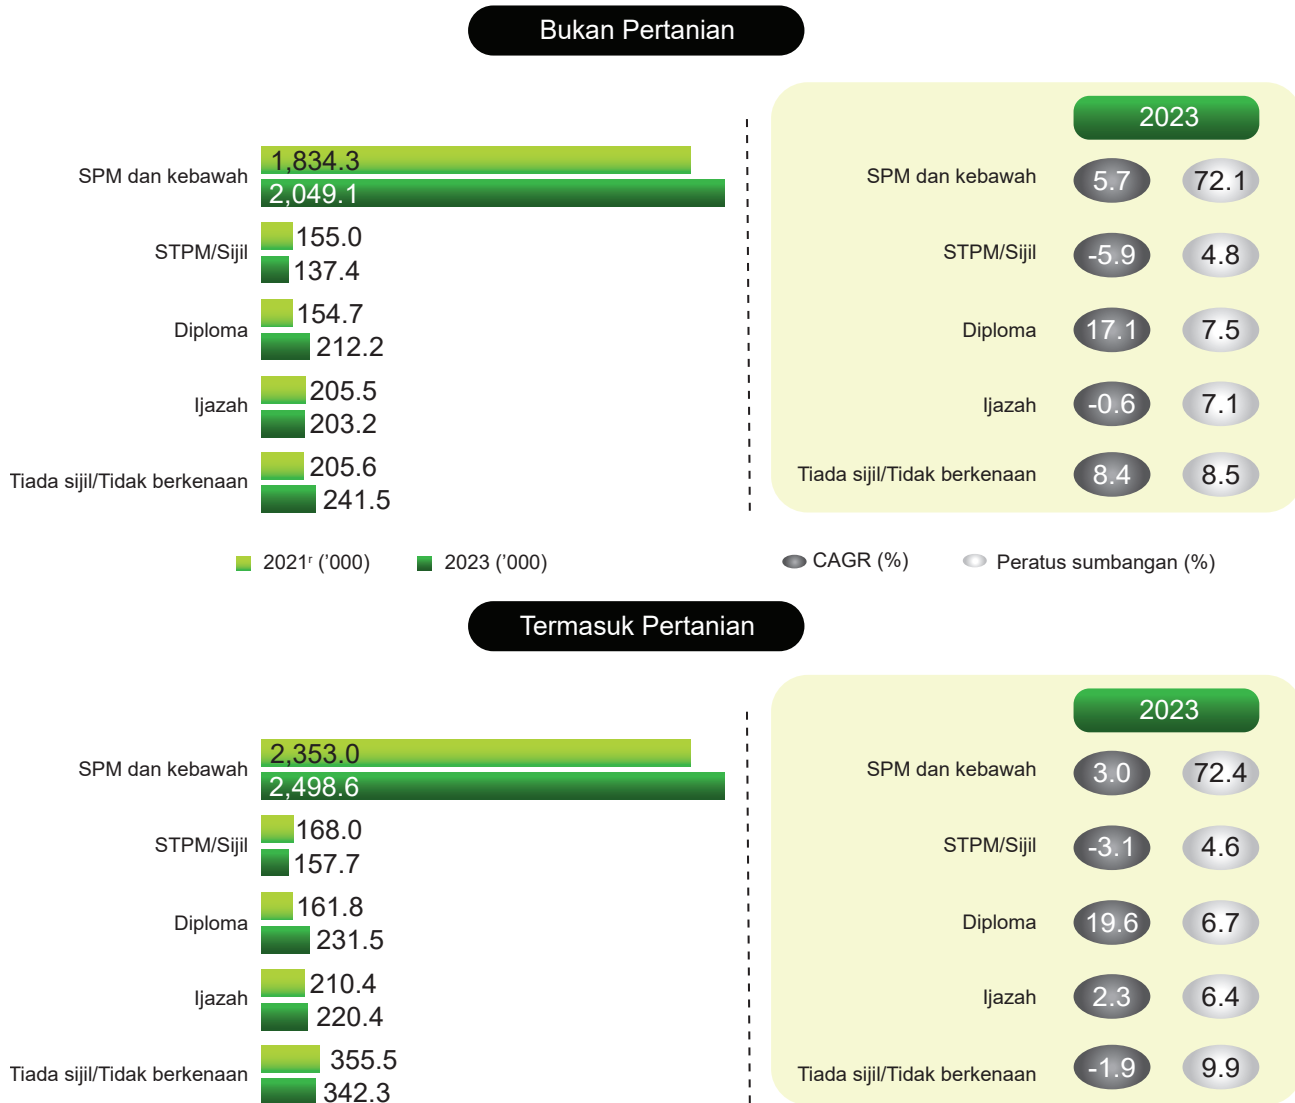 Bukan Pertanian
SPM dan kebawah
1,834.3
2,049.1
STPM/Sijil
155.0
137.4
Diploma
154.7
212.2
Ijazah
205.5
203.2
Tiada sijil/Tidak berkenaan
205.6
241.5
2023
SPM dan kebawah 5.7 72.1
STPM/Sijil -5.9 4.8
Diploma 17.1 7.5
Ijazah -0.6 7.1
Tiada sijil/Tidak berkenaan 8.4 8.5
2021ʳ ('000) 2023 ('000) CAGR (%) Peratus sumbangan (%)
Termasuk Pertanian
SPM dan kebawah
2,353.0
2,498.6
STPM/Sijil
168.0
157.7
Diploma
161.8
231.5
Ijazah
210.4
220.4
Tiada sijil/Tidak berkenaan
355.5
342.3
2023
SPM dan kebawah 3.0 72.4
STPM/Sijil -3.1 4.6
Diploma 19.6 6.7
Ijazah 2.3 6.4
Tiada sijil/Tidak berkenaan -1.9 9.9